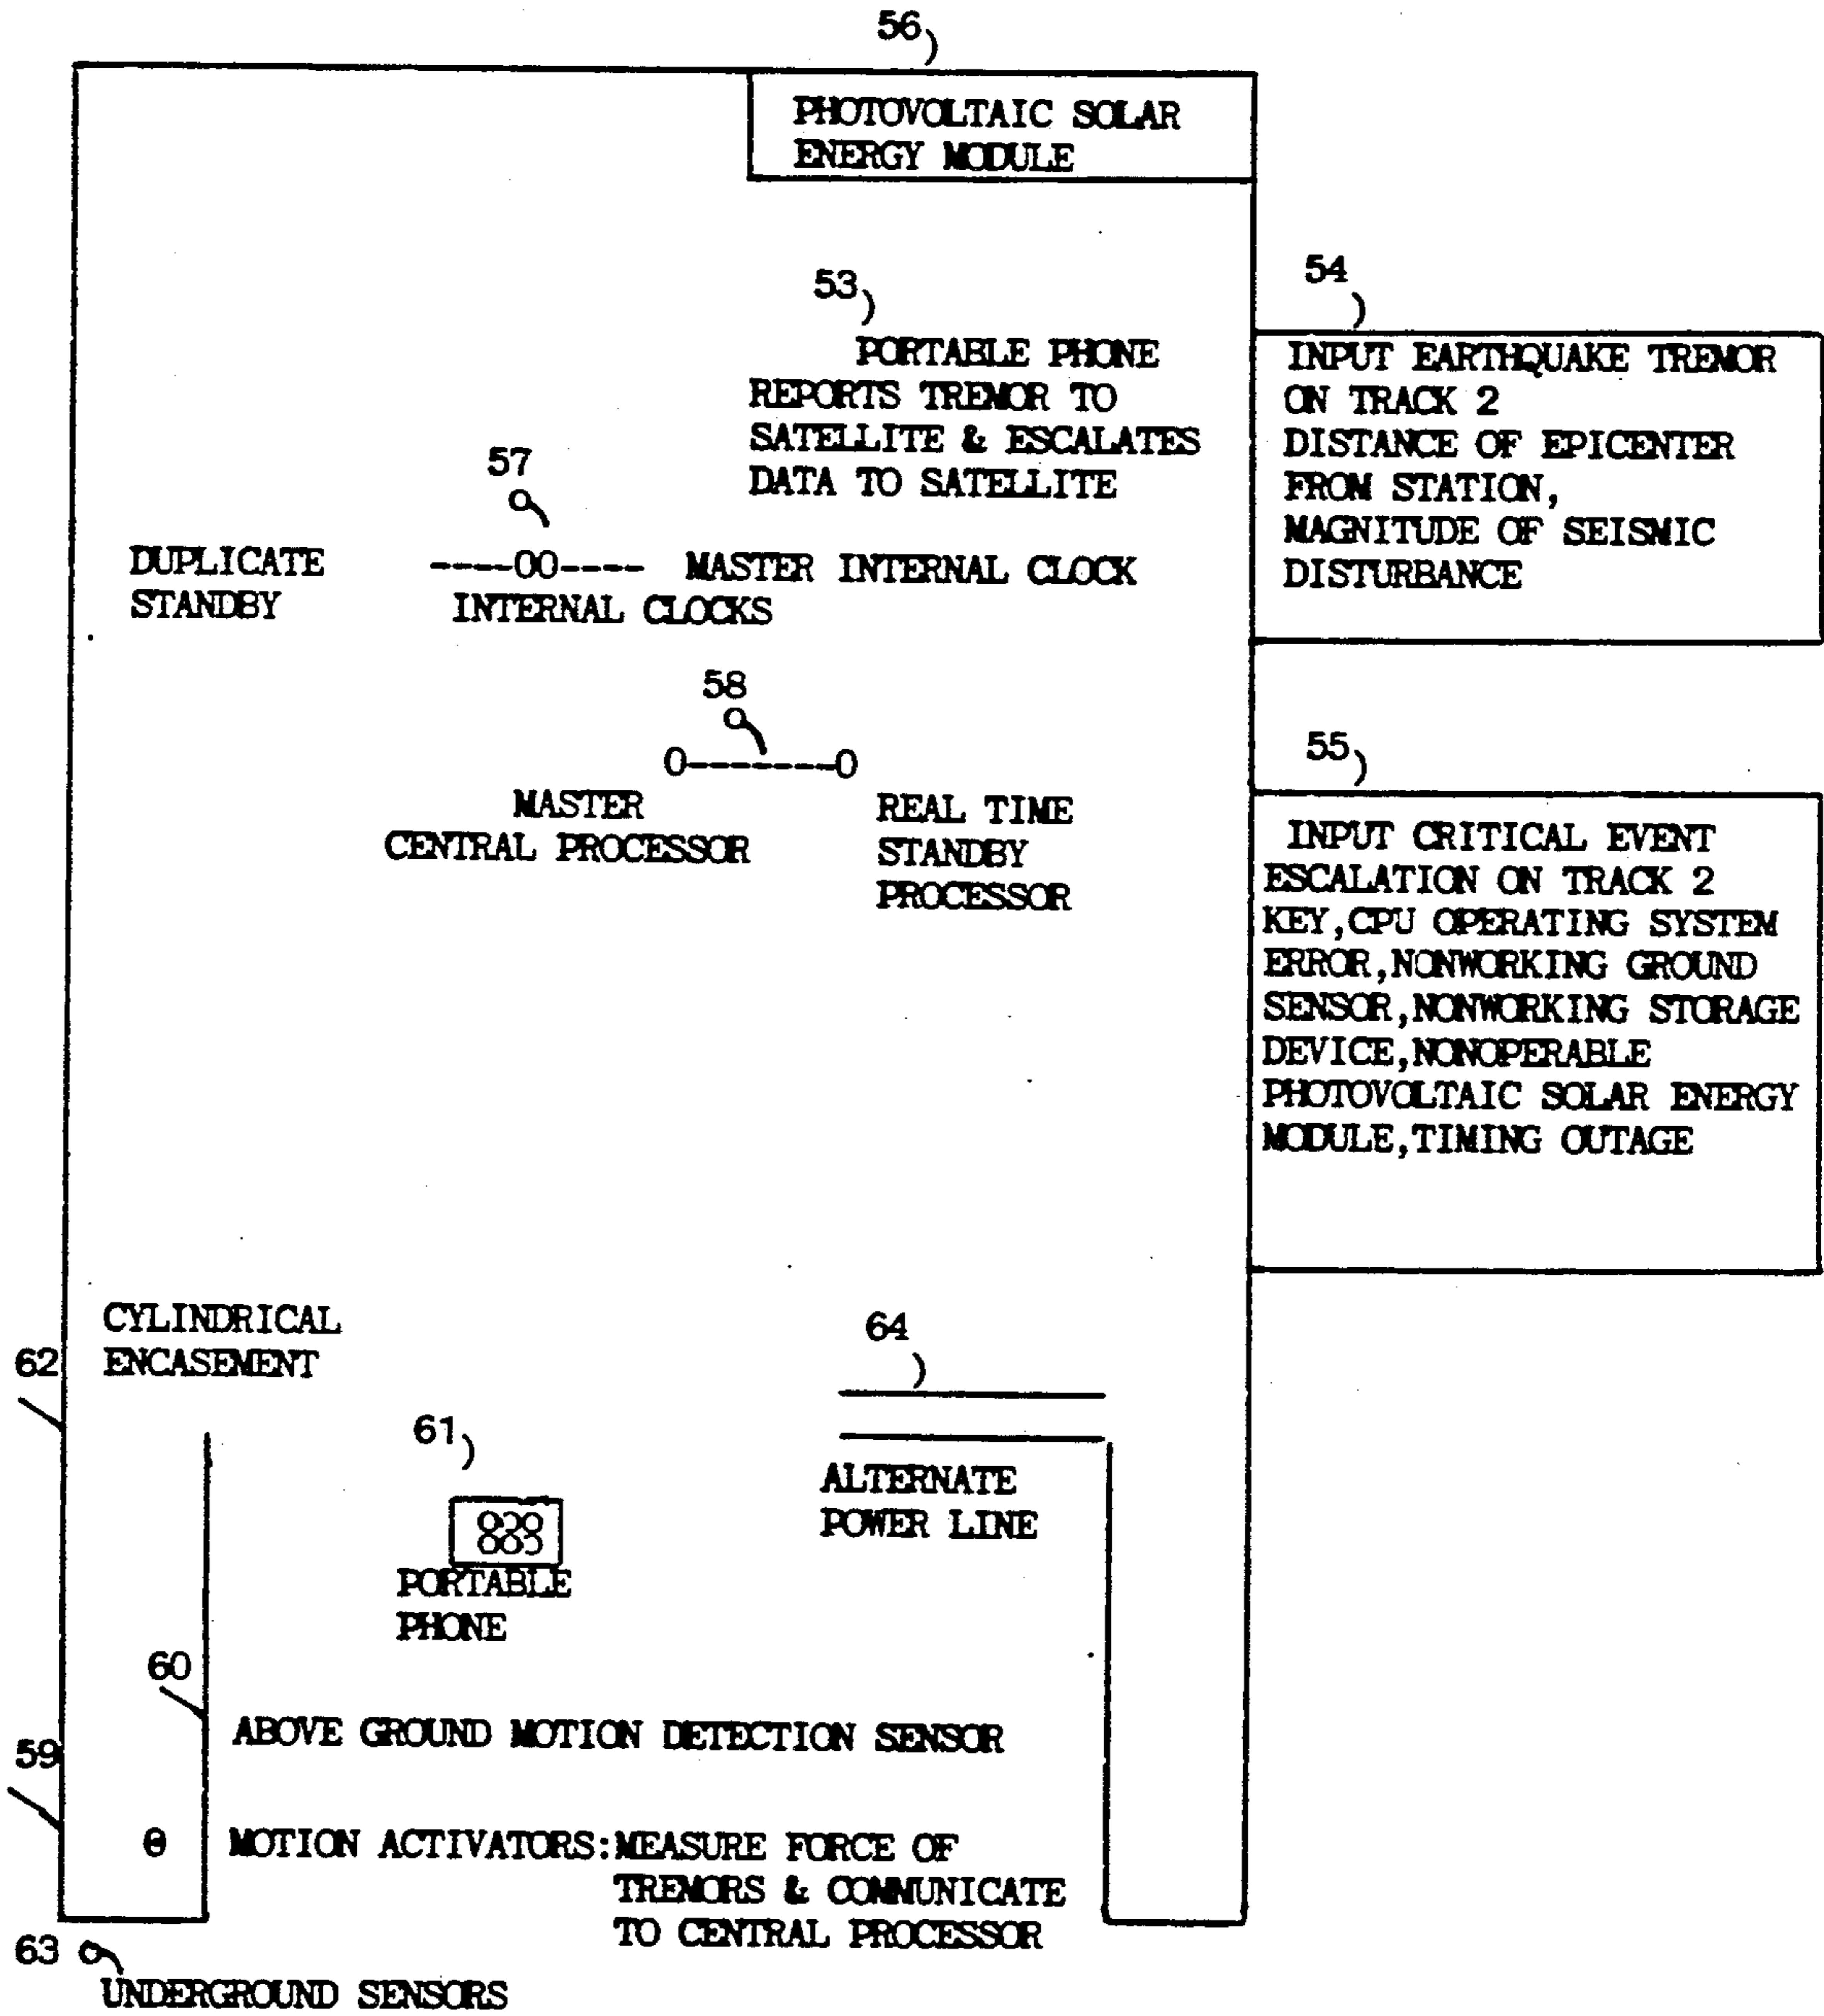 56
PHOTOVOLTAIC SOLAR
ENERGY MODULE
53
PORTABLE PHONE
REPORTS TREMOR TO
SATELLITE & ESCALATES
DATA TO SATELLITE
54
INPUT EARTHQUAKE TREMOR
ON TRACK 2
DISTANCE OF EPICENTER
FROM STATION,
MAGNITUDE OF SEISMIC
DISTURBANCE
57
DUPLICATE ----OO---- MASTER INTERNAL CLOCK
STANDBY INTERNAL CLOCKS
58
O-------O
MASTER
CENTRAL PROCESSOR
REAL TIME
STANDBY
PROCESSOR
55
INPUT CRITICAL EVENT
ESCALATION ON TRACK 2
KEY,CPU OPERATING SYSTEM
ERROR,NONWORKING GROUND
SENSOR,NONWORKING STORAGE
DEVICE,NONOPERABLE
PHOTOVOLTAIC SOLAR ENERGY
MODULE,TIMING OUTAGE
CYLINDRICAL
ENCASEMENT
62
64
ALTERNATE
POWER LINE
61
PORTABLE
PHONE
60
ABOVE GROUND MOTION DETECTION SENSOR
59
θ MOTION ACTIVATORS:MEASURE FORCE OF
TREMORS & COMMUNICATE
TO CENTRAL PROCESSOR
63
UNDERGROUND SENSORS